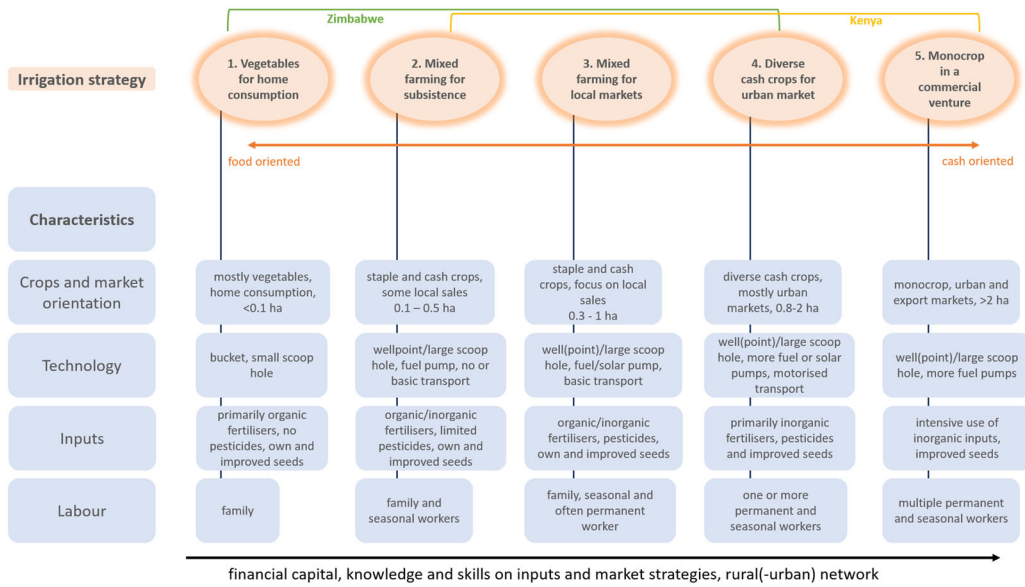 Zimbabwe
Kenya
Irrigation strategy
1. Vegetables
for home
consumption
2. Mixed
farming for
subsistence
3. Mixed
farming for
local markets
4. Diverse
cash crops for
urban market
5. Monocrop
in a
commercial
venture
food oriented
cash oriented
Characteristics
Crops and market
orientation
mostly vegetables,
home consumption,
<0.1 ha
staple and cash crops,
some local sales
0.1 – 0.5 ha
staple and cash
crops, focus on local
sales
0.3 - 1 ha
diverse cash crops,
mostly urban
markets, 0.8-2 ha
monocrop, urban and
export markets, >2 ha
Technology
bucket, small scoop
hole
wellpoint/large scoop
hole, fuel pump, no or
basic transport
well(point)/large scoop
hole, fuel/solar pump,
basic transport
well(point)/large scoop
hole, more fuel or solar
pumps, motorised
transport
well(point)/large scoop
hole, more fuel pumps
Inputs
primarily organic
fertilisers, no
pesticides, own and
improved seeds
organic/inorganic
fertilisers, limited
pesticides, own and
improved seeds
organic/inorganic
fertilisers, pesticides,
own and improved seeds
primarily inorganic
fertilisers, pesticides
and improved seeds
intensive use of
inorganic inputs,
improved seeds
Labour
family
family and
seasonal workers
family, seasonal and
often permanent
worker
one or more
permanent and
seasonal workers
multiple permanent
and seasonal workers
financial capital, knowledge and skills on inputs and market strategies, rural(-urban) network